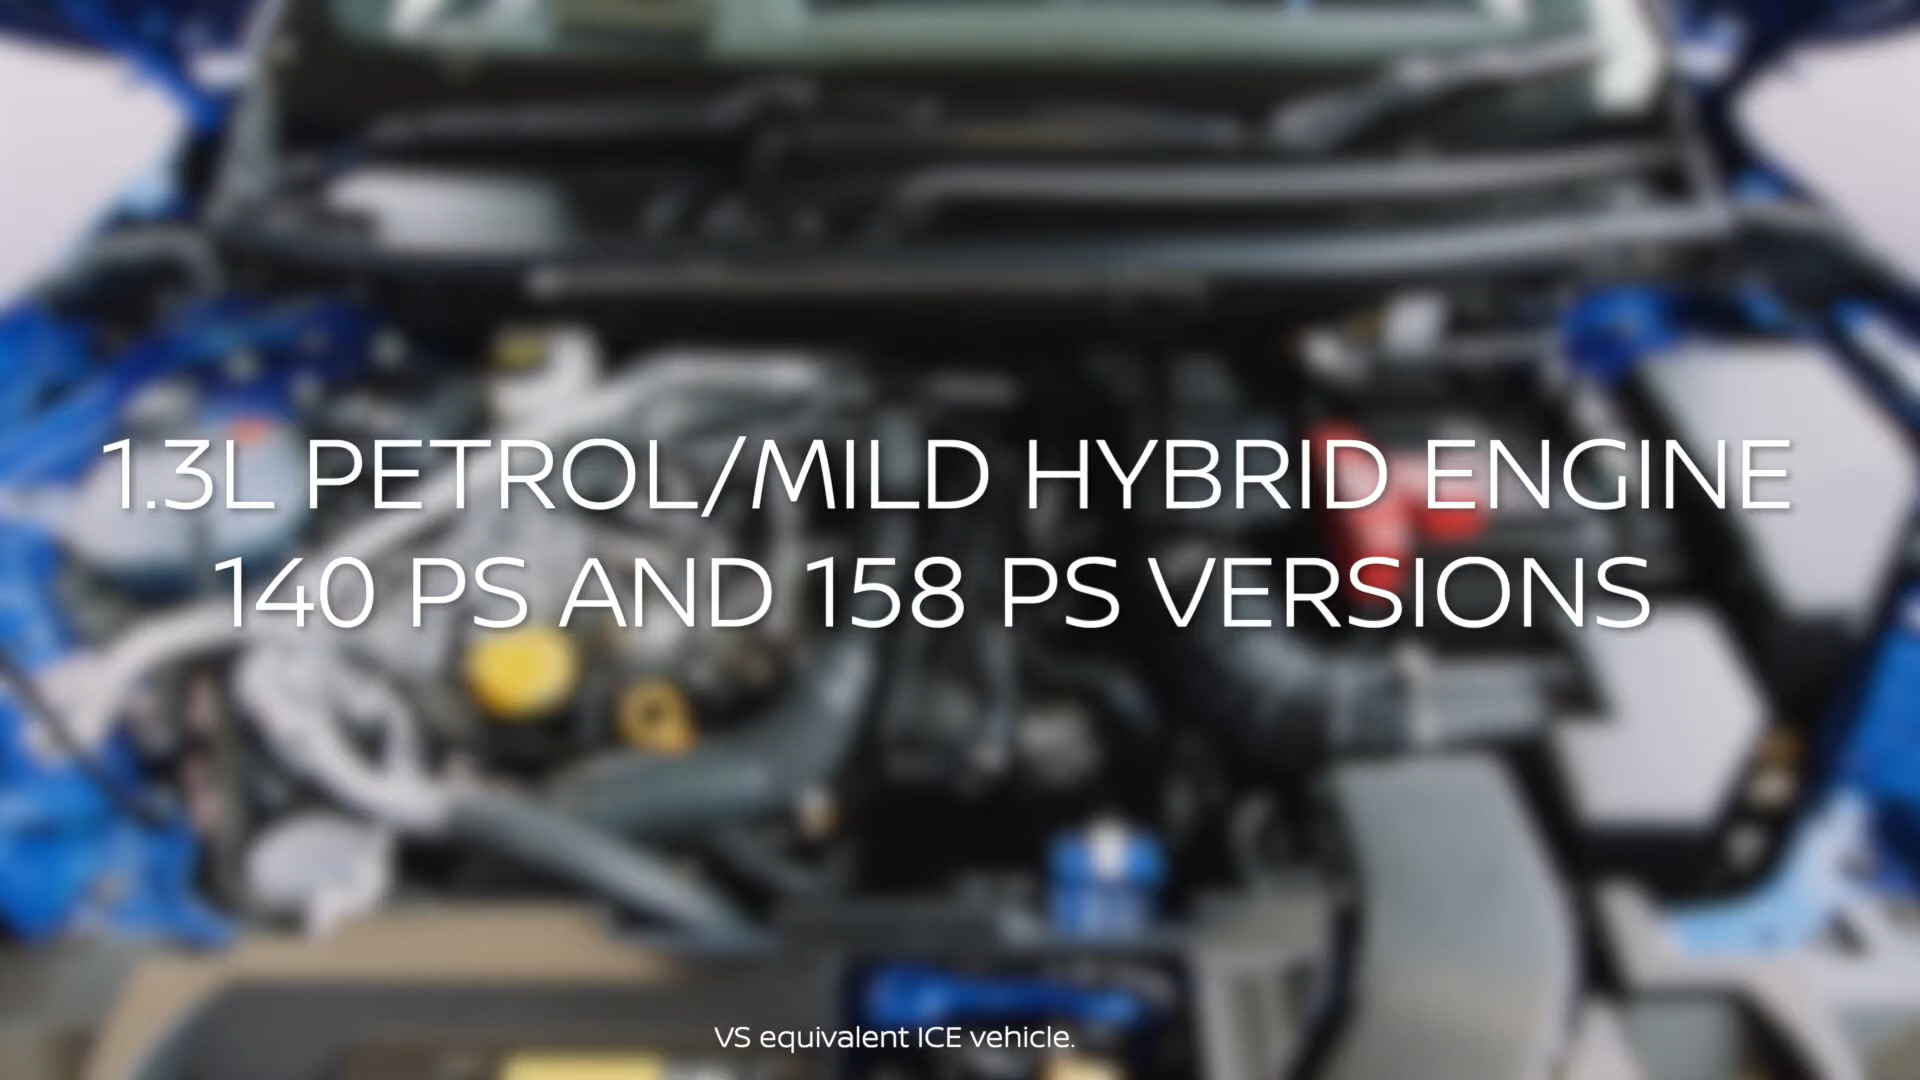 1.3L PETROL/MILD HYBRID ENGINE
140 PS AND 158 PS VERSIONS
VS equivalent ICE vehicle.